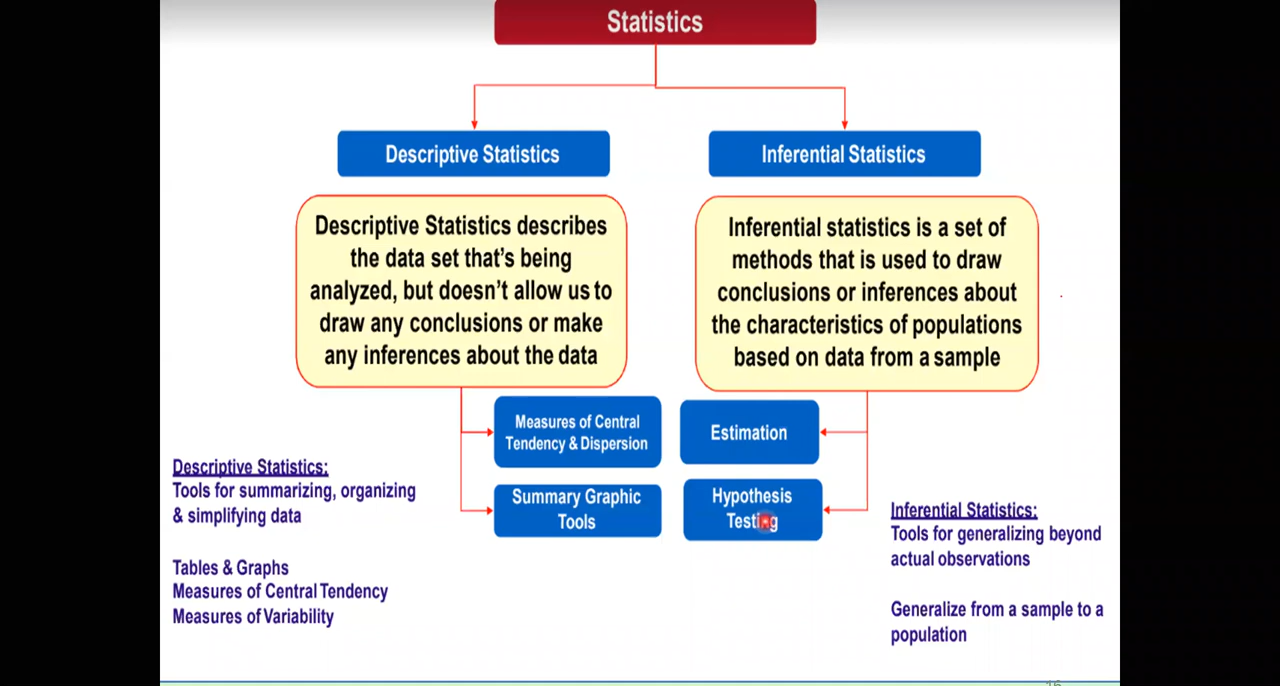 Statistics
Descriptive Statistics
Inferential Statistics
Descriptive Statistics describes
the data set that's being
analyzed, but doesn't allow us to
draw any conclusions or make
any inferences about the data
Inferential statistics is a set of
methods that is used to draw
conclusions or inferences about
the characteristics of populations
based on data from a sample
Measures of Central
Tendency & Dispersion
Summary Graphic
Tools
Estimation
Hypothesis
Testing
Descriptive Statistics:
Tools for summarizing, organizing
& simplifying data
Tables & Graphs
Measures of Central Tendency
Measures of Variability
Inferential Statistics:
Tools for generalizing beyond
actual observations
Generalize from a sample to a
population